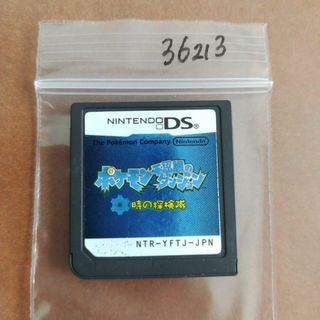 36213
NINTENDO DS®
The Pokémon Company Nintendo
ポケモン不思議のダンジョン
時の探検隊
NTR-YFTJ-JPN